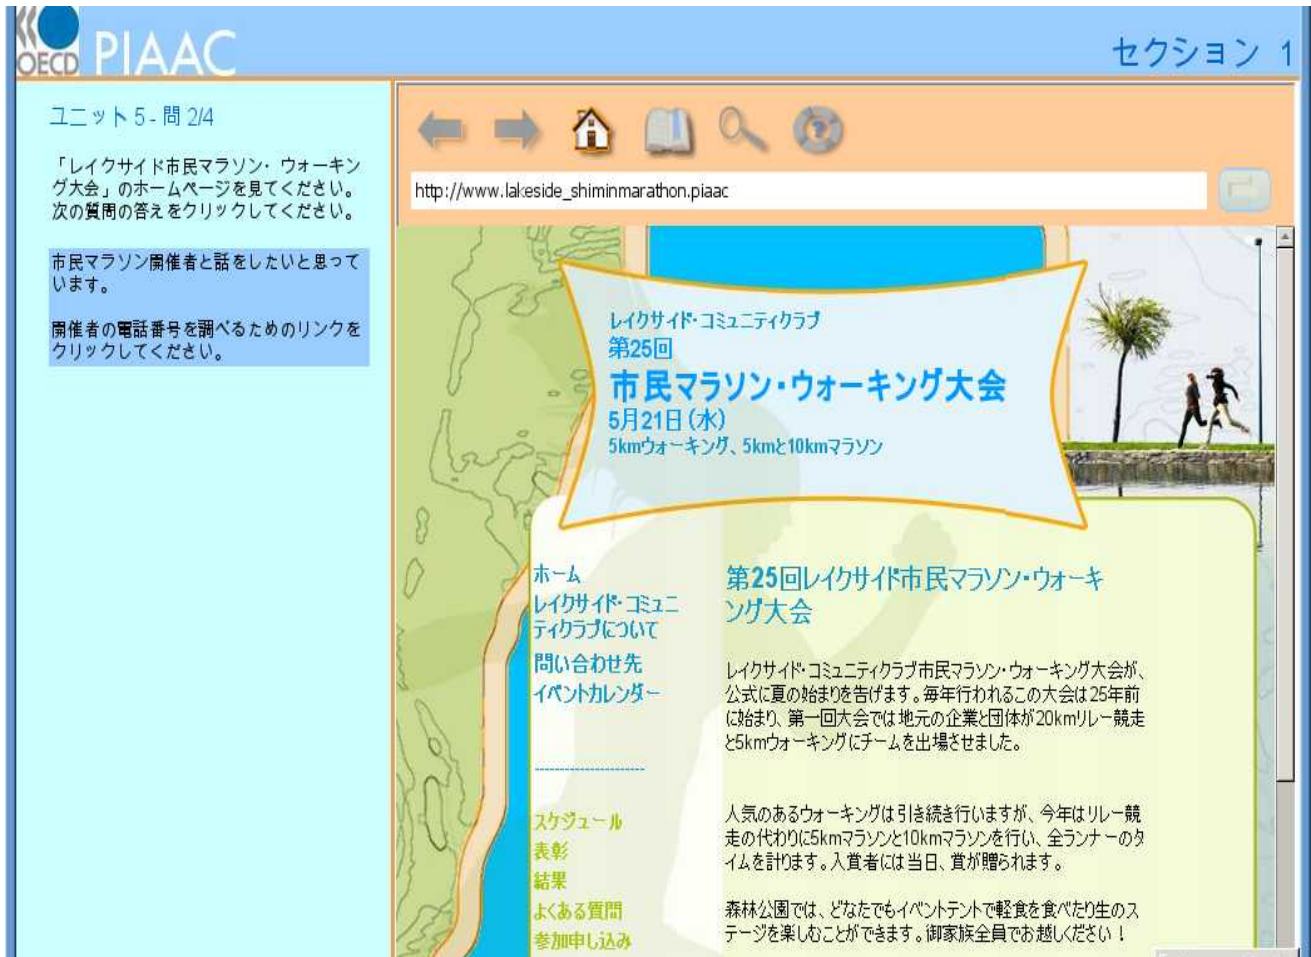 OECD PIAAC
セクション 1
ユニット 5 - 問 2/4
「レイクサイド市民マラソン・ウォーキン
グ大会」のホームページを見てください。
次の質問の答えをクリックしてください。
市民マラソン開催者と話をしたいと思って
います。
開催者の電話番号を調べるためのリンクを
クリックしてください。
http://www.lakeside_shiminmarathon.piaac
レイクサイド・コミュニティクラブ
第25回
市民マラソン・ウォーキング大会
5月21日(水)
5kmウォーキング、5kmと10kmマラソン
ホーム
レイクサイド・コミュニ
ティクラブについて
問い合わせ先
イベントカレンダー
スケジュール
表彰
結果
よくある質問
参加申し込み
第25回レイクサイド市民マラソン・ウォーキ
ング大会
レイクサイド・コミュニティクラブ市民マラソン・ウォーキング大会が、
公式に夏の始まりを告げます。毎年行われるこの大会は25年前
に始まり、第一回大会では地元の企業と団体が20kmリレー競走
と5kmウォーキングにチームを出場させました。
人気のあるウォーキングは引き続き行いますが、今年はリレー競
走の代わりに5kmマラソンと10kmマラソンを行い、全ランナーのタ
イムを計ります。入賞者には当日、賞が贈られます。
森林公園では、どなたでもイベントテントで軽食を食べたり生のス
テージを楽しむことができます。御家族全員でお越しください！